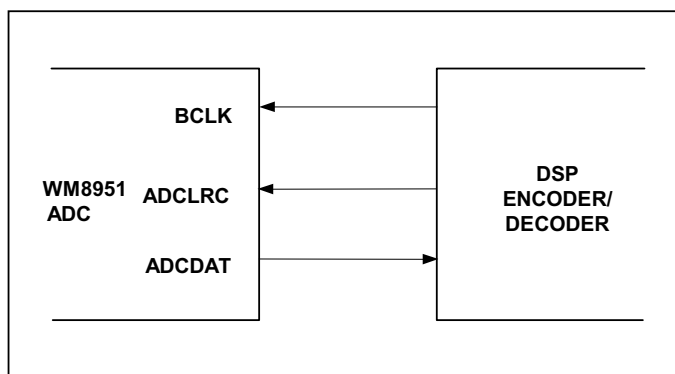 BCLK
WM8951
ADC
ADCLRC
ADCDAT
DSP
ENCODER/
DECODER